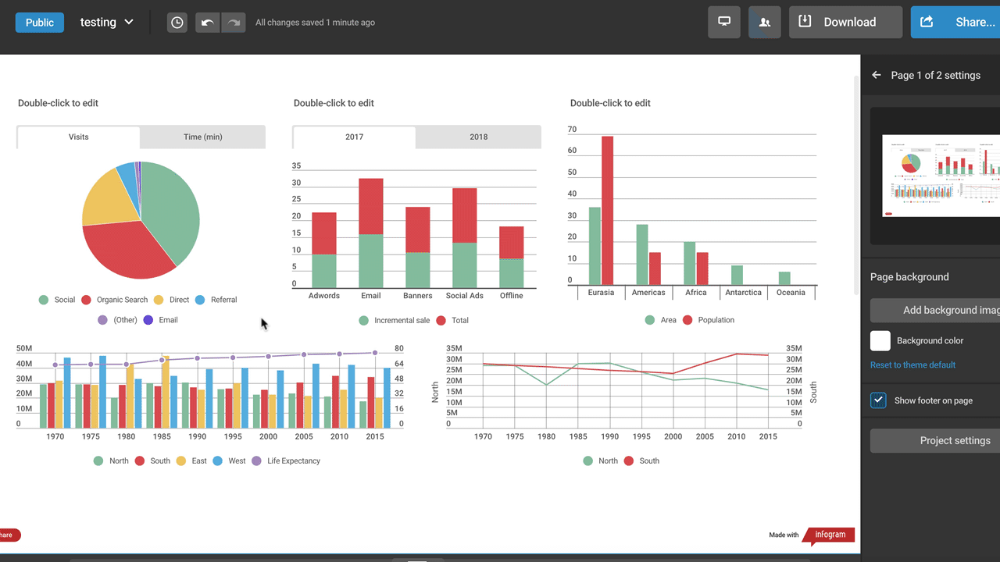 Public testing All changes saved 1 minute ago Download Share...
Page 1 of 2 settings
Double-click to edit
Visits Time (min)
Social Organic Search Direct Referral
(Other) Email
Double-click to edit
2017 2018
35
30
25
20
15
10
5
0
Adwords Email Banners Social Ads Offline
Incremental sale Total
Double-click to edit
70
60
50
40
30
20
10
0
Eurasia Americas Africa Antarctica Oceania
Area Population
50M 80
40M 64
30M 48
20M 32
10M 16
0 0
1970 1975 1980 1985 1990 1995 2000 2005 2010 2015
North South East West Life Expectancy
35M 35M
30M 30M
25M 25M
20M 20M
15M 15M
10M 10M
5M 5M
0 0
North
South
1970 1975 1980 1985 1990 1995 2000 2005 2010 2015
North South
hare
Made with infogram
Page background
Add background imag
Background color
Reset to theme default
Show footer on page
Project settings